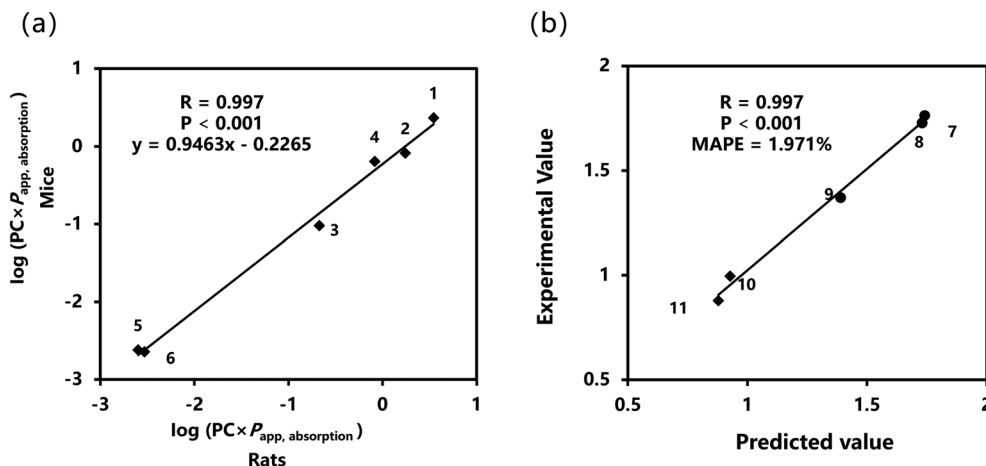 (a)
log (PC×Papp, absorption)
Mice
1
0
-1
-2
-3
R = 0.997
P < 0.001
y = 0.9463x - 0.2265
1
2
4
3
5
6
-3
-2
-1
0
1
log (PC×Papp, absorption)
Rats
(b)
Experimental Value
2
1.5
1
0.5
R = 0.997
P < 0.001
MAPE = 1.971%
7
8
9
10
11
0.5
1
1.5
2
Predicted value